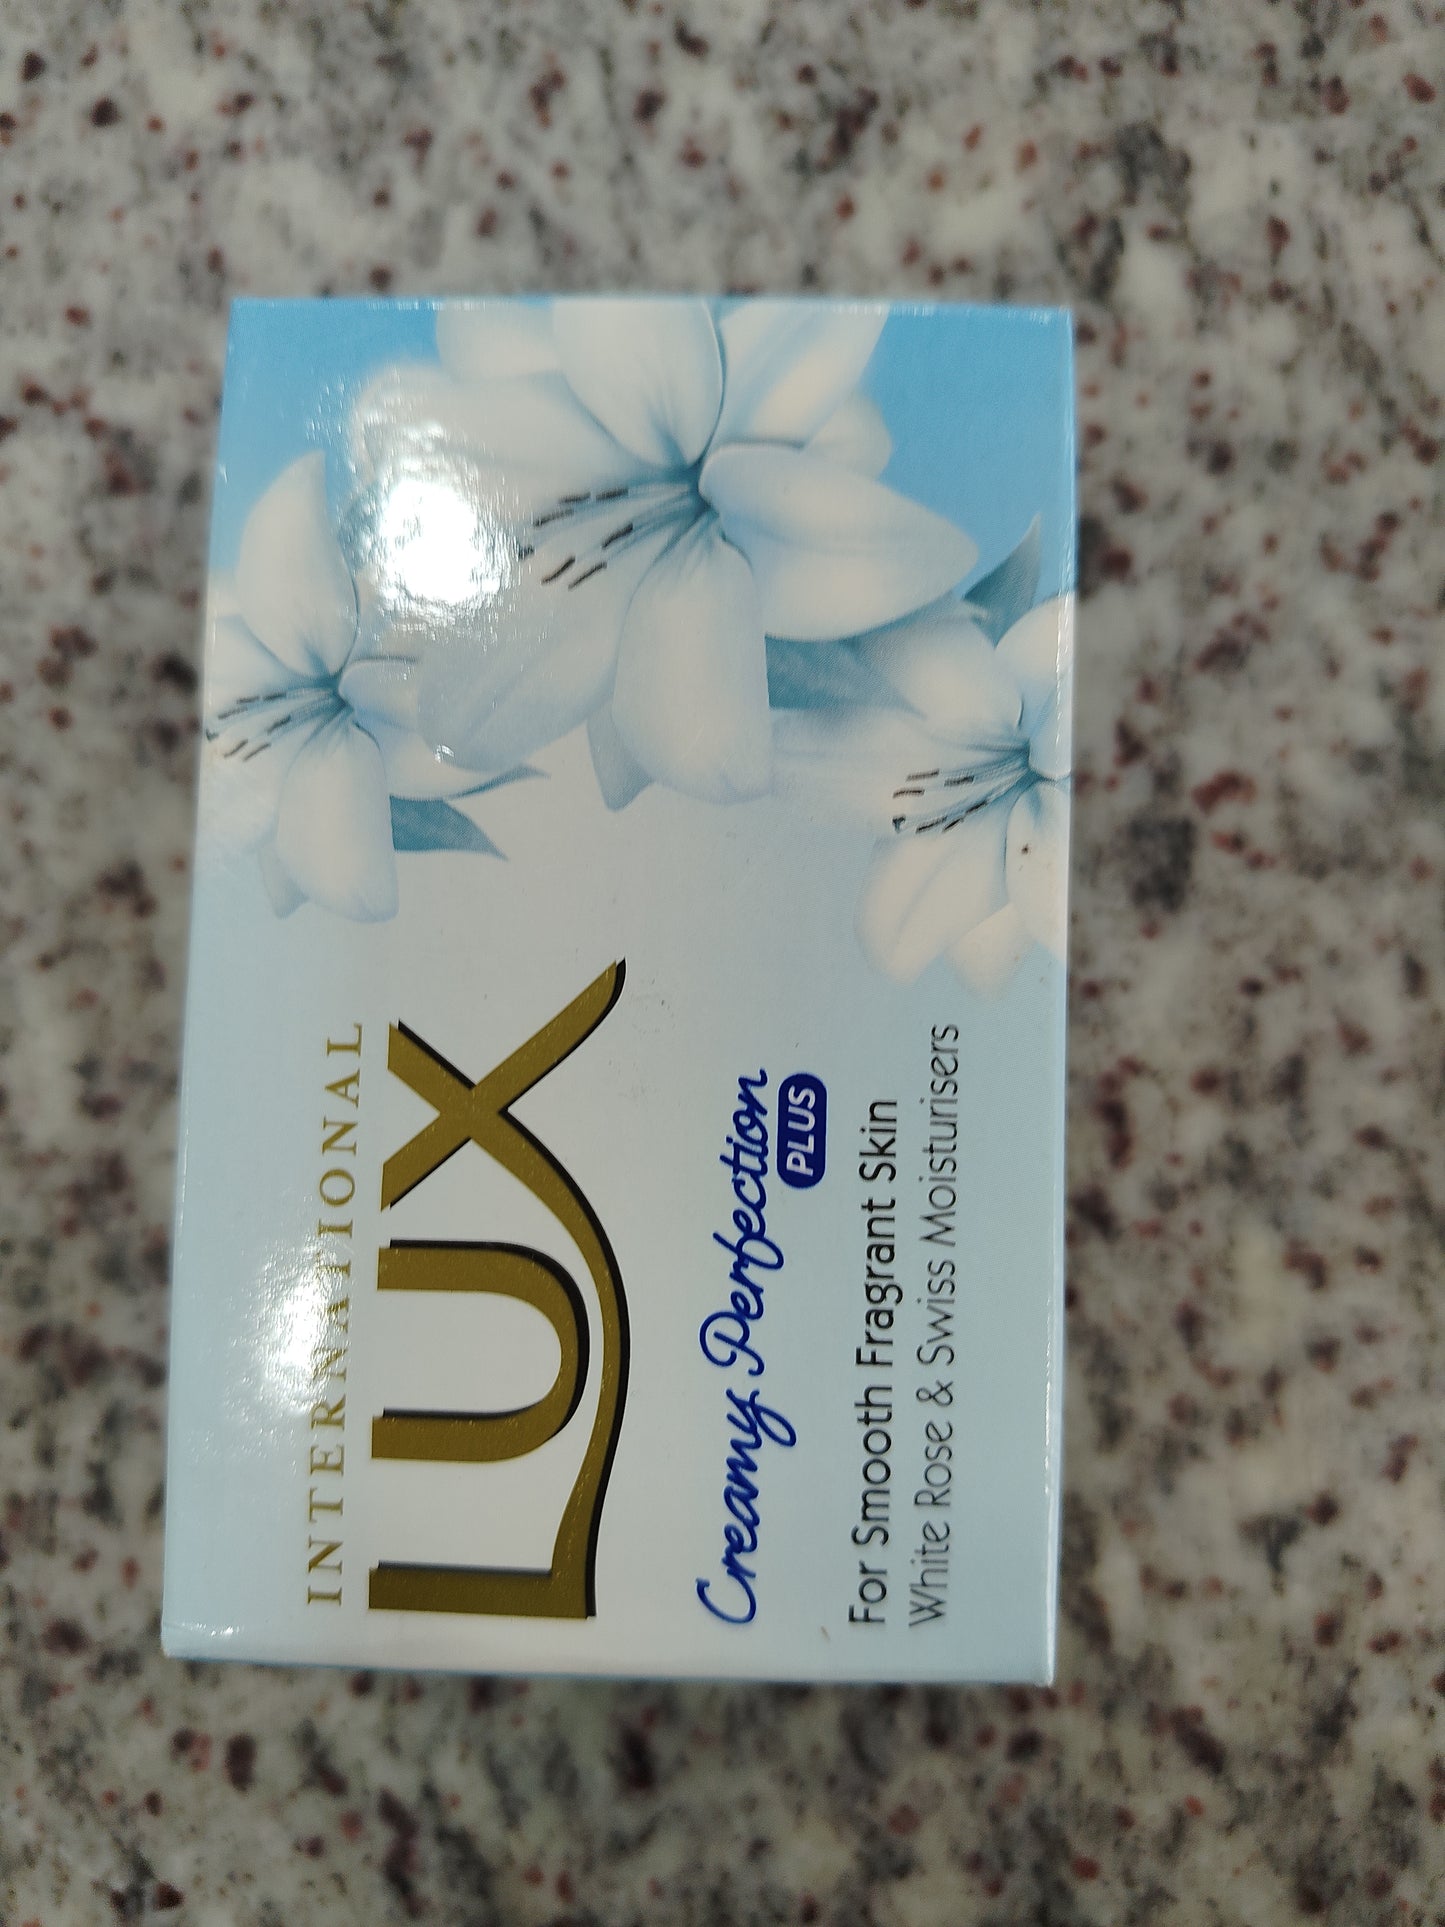 INTERNATIONAL
LUX
Creamy Perfection
PLUS
For Smooth Fragrant Skin
White Rose & Swiss Moisturisers